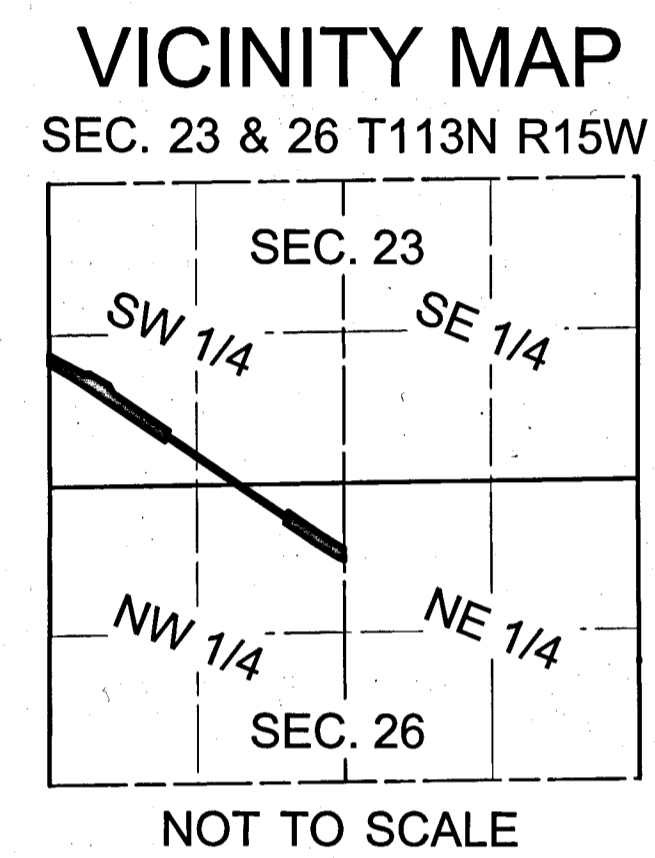 VICINITY MAP
SEC. 23 & 26 T113N R15W
SEC. 23
SW 1/4
SE 1/4
NW 1/4
NE 1/4
SEC. 26
NOT TO SCALE